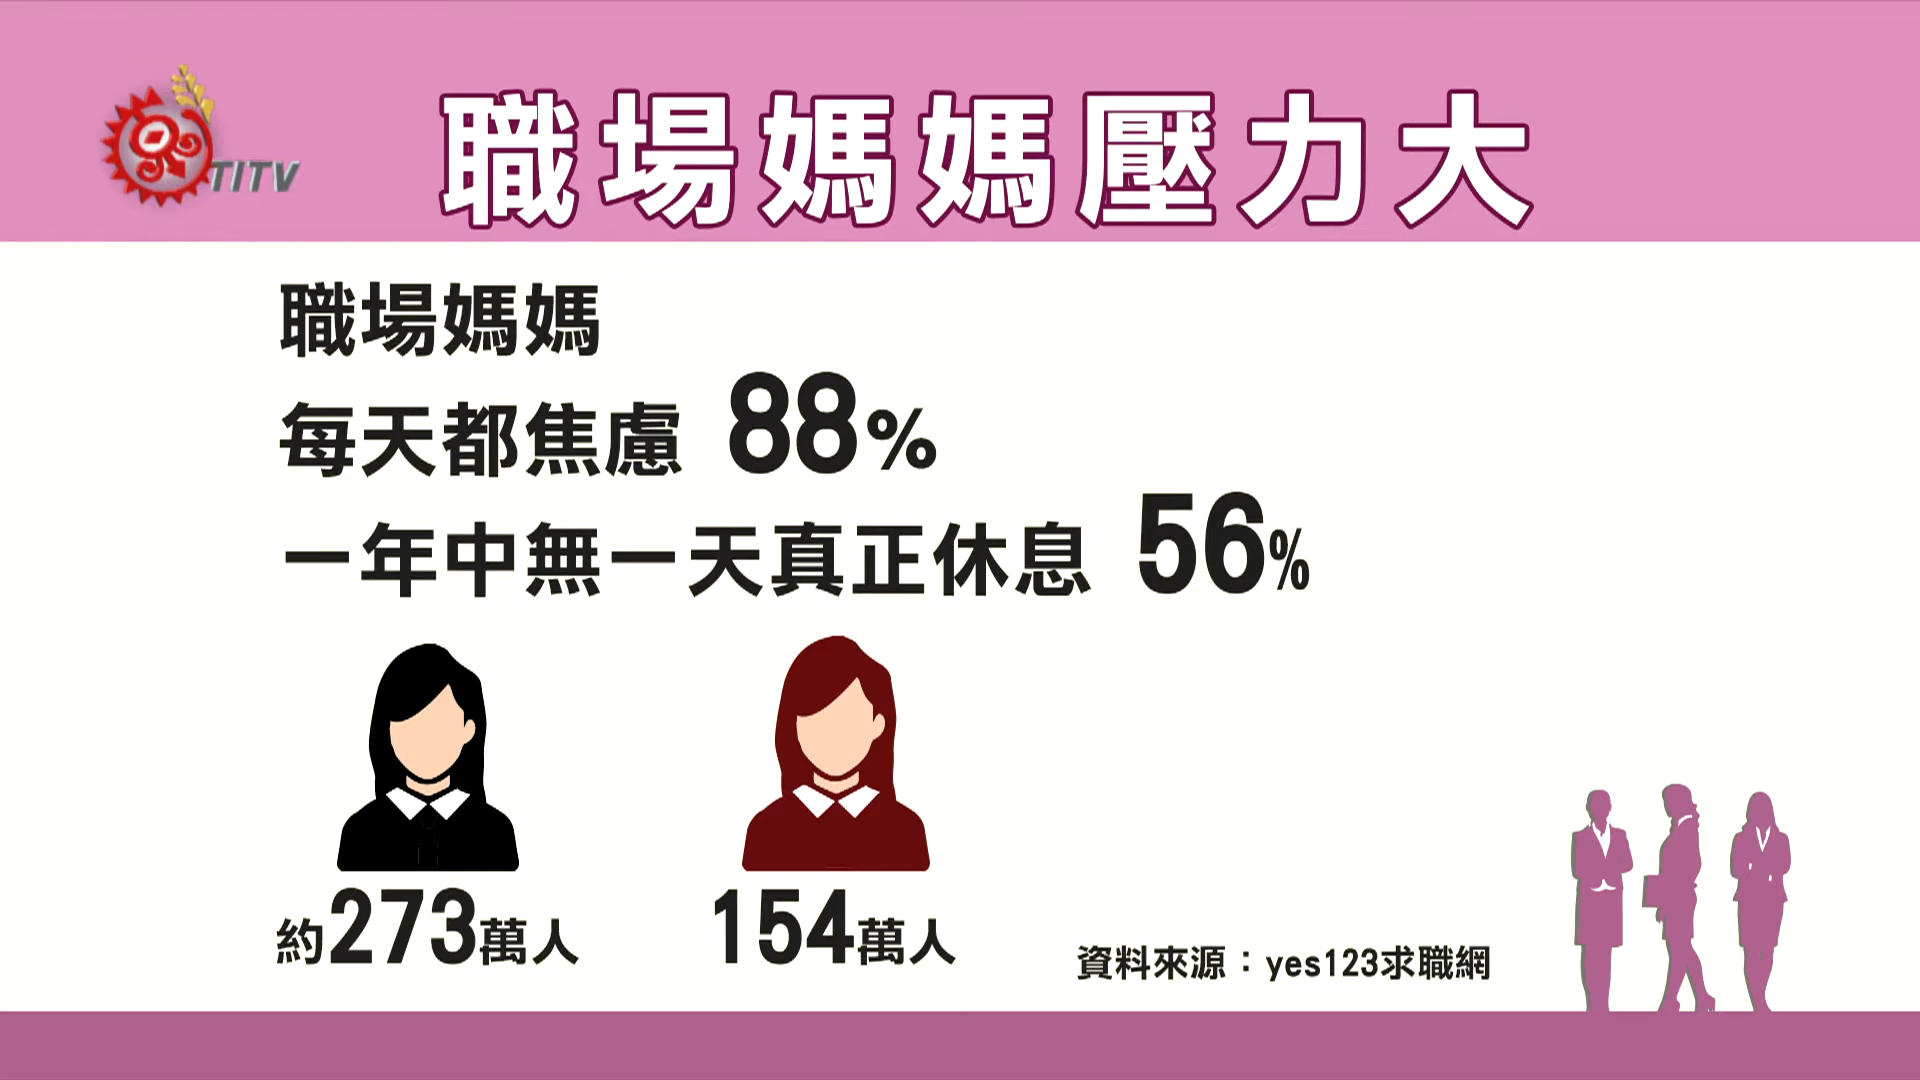 TITV
職場媽媽壓力大
職場媽媽
每天都焦慮 88%
一年中無一天真正休息 56%
約273萬人
154萬人
資料來源：yes123求職網